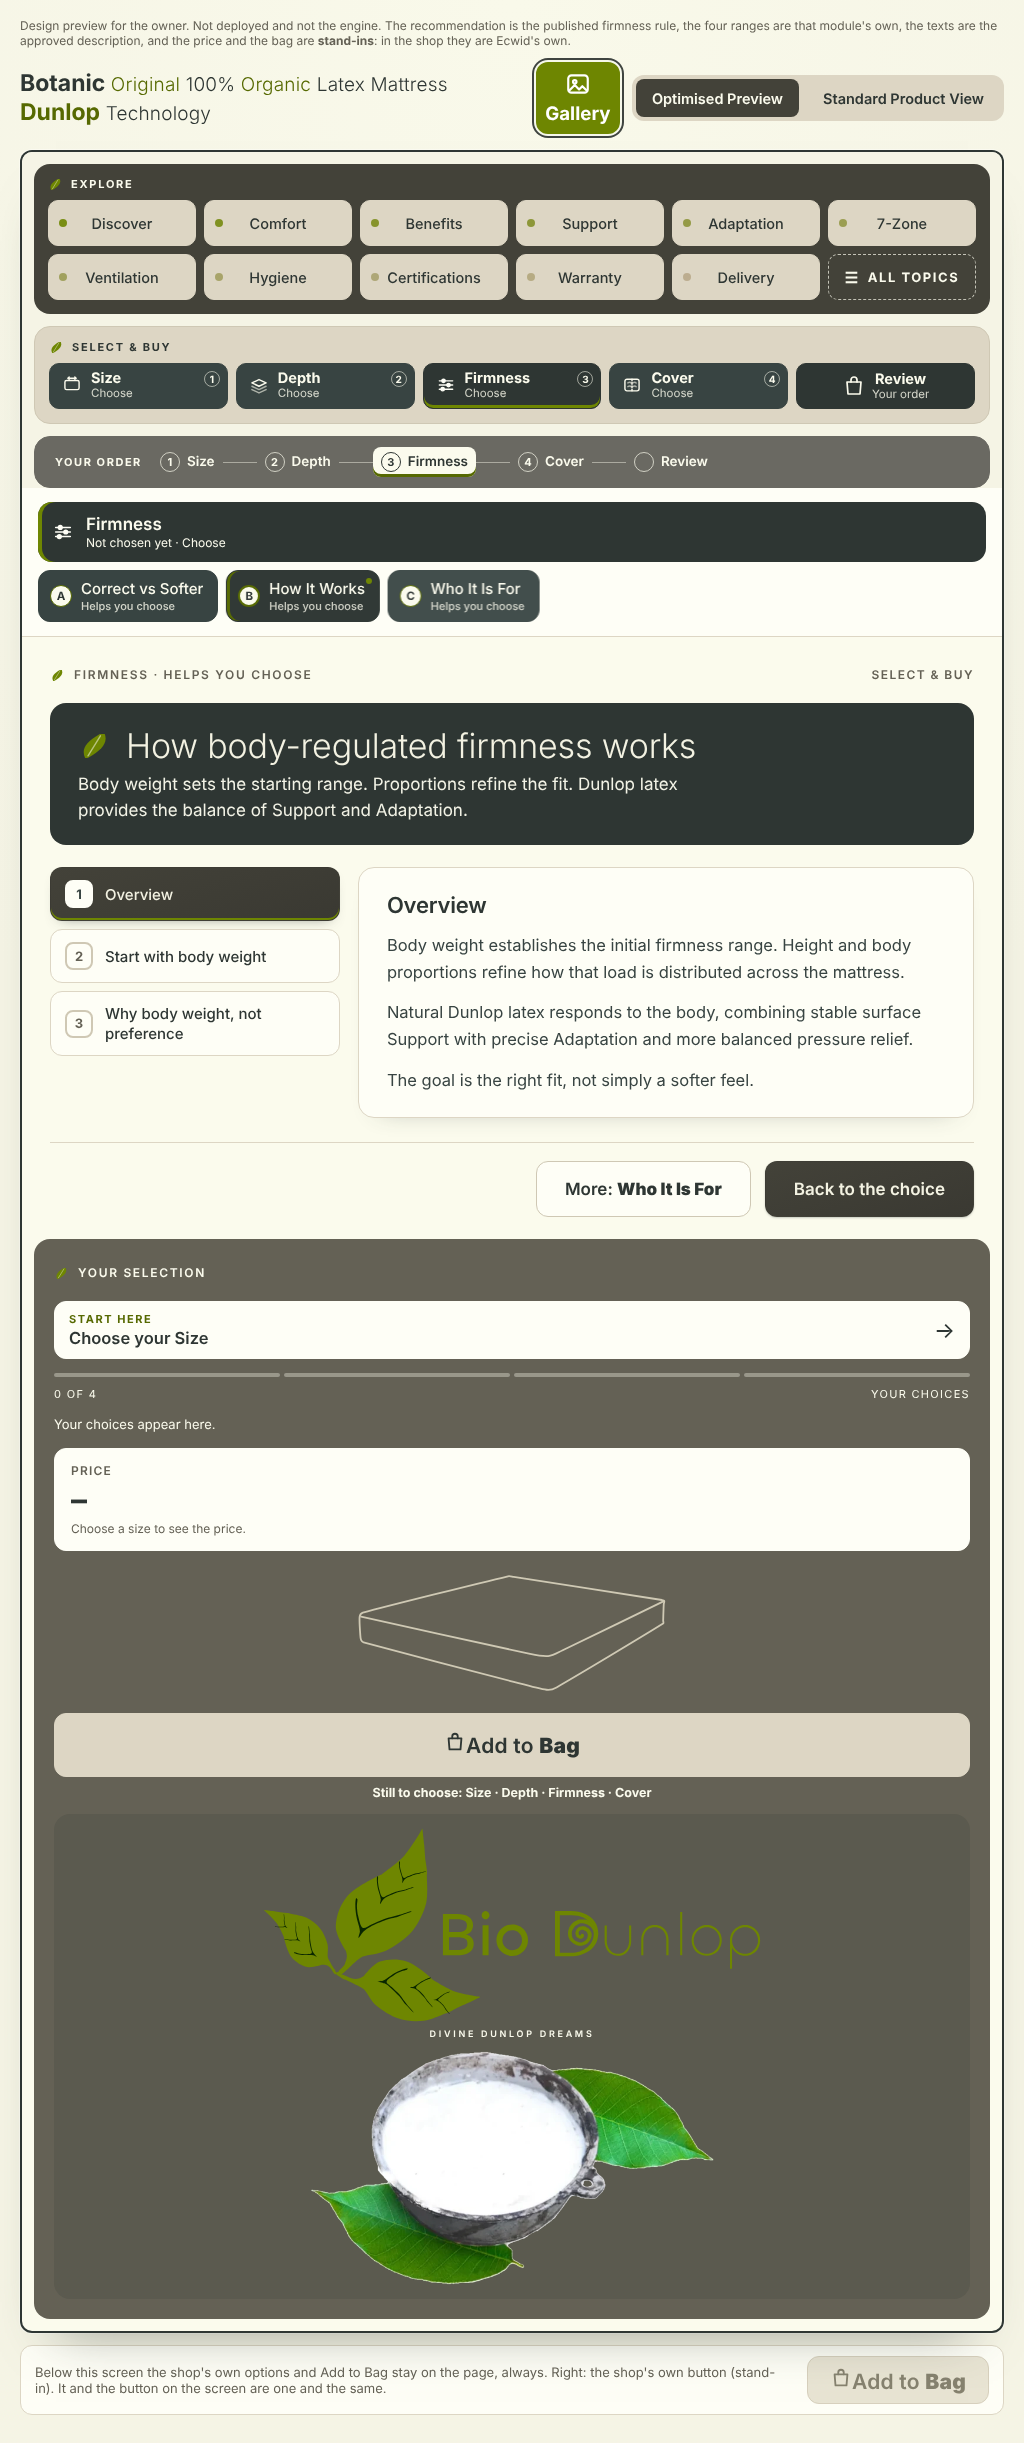 Design preview for the owner. Not deployed and not the engine. The recommendation is the published firmness rule, the four ranges are that module's own, the texts are the
approved description, and the price and the bag are stand-ins: in the shop they are Ecwid's own.
Botanic Original 100% Organic Latex Mattress
Dunlop Technology
Gallery
Optimised Preview
Standard Product View
EXPLORE
Discover
Comfort
Benefits
Support
Adaptation
7-Zone
Ventilation
Hygiene
Certifications
Warranty
Delivery
ALL TOPICS
SELECT & BUY
Size
Choose
1
Depth
Choose
2
Firmness
Choose
3
Cover
Choose
4
Review
Your order
YOUR ORDER
1 Size
2 Depth
3 Firmness
4 Cover
Review
Firmness
Not chosen yet · Choose
A Correct vs Softer
Helps you choose
B How It Works
Helps you choose
C Who It Is For
Helps you choose
FIRMNESS · HELPS YOU CHOOSE
SELECT & BUY
How body-regulated firmness works
Body weight sets the starting range. Proportions refine the fit. Dunlop latex
provides the balance of Support and Adaptation.
1 Overview
2 Start with body weight
3 Why body weight, not
preference
Overview
Body weight establishes the initial firmness range. Height and body
proportions refine how that load is distributed across the mattress.
Natural Dunlop latex responds to the body, combining stable surface
Support with precise Adaptation and more balanced pressure relief.
The goal is the right fit, not simply a softer feel.
More: Who It Is For
Back to the choice
YOUR SELECTION
START HERE
Choose your Size
0 OF 4
YOUR CHOICES
Your choices appear here.
PRICE
–
Choose a size to see the price.
Add to Bag
Still to choose: Size · Depth · Firmness · Cover
Bio Dunlop
DIVINE DUNLOP DREAMS
Below this screen the shop's own options and Add to Bag stay on the page, always. Right: the shop's own button (stand-
in). It and the button on the screen are one and the same.
Add to Bag